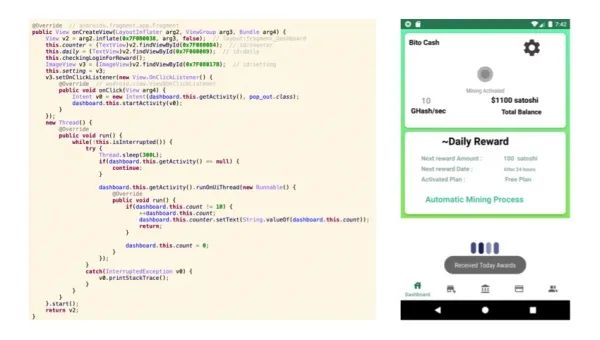 @Override  // androidx.fragment.app.Fragment
public View onCreateView(LayoutInflater arg2, ViewGroup arg3, Bundle arg4) {
View v2 = arg2.inflate(0x7F0B0030, arg3, false);  // layout:fragment_dashboard
this.counter = (TextView)v2.findViewById(0x7F080084);  // id:counter
this.daily = (TextView)v2.findViewById(0x7F080089);  // id:daily
this.checkingLoginForReward();
ImageView v3 = (ImageView)v2.findViewById(0x7F08017B);  // id:setting
this.setting = v3;
v3.setOnClickListener(new View.OnClickListener() {
@Override  // android.view.View$OnClickListener
public void onClick(View arg4) {
Intent v0 = new Intent(dashboard.this.getActivity(), pop_out.class);
dashboard.this.startActivity(v0);
}
});
new Thread() {
@Override
public void run() {
while(!this.isInterrupted()) {
try {
Thread.sleep(300L);
if(dashboard.this.getActivity() == null) {
continue;
}
dashboard.this.getActivity().runOnUiThread(new Runnable() {
@Override
public void run() {
if(dashboard.this.count != 10) {
++dashboard.this.count;
dashboard.this.counter.setText(String.valueOf(dashboard.this.count));
return;
}
dashboard.this.count = 0;
}
});
}
catch(InterruptedException v0) {
v0.printStackTrace();
}
}
}
}.start();
return v2;
}
7:42
Bito Cash
Mining Activated
10
$1100 satoshi
GHash/sec
Total Balance
~Daily Reward
Next reward Amount : 100 satoshi
Next reward Date : After 24 hours
Activated Plan : Free Plan
Automatic Mining Process
Received Today Awards
Dashboard